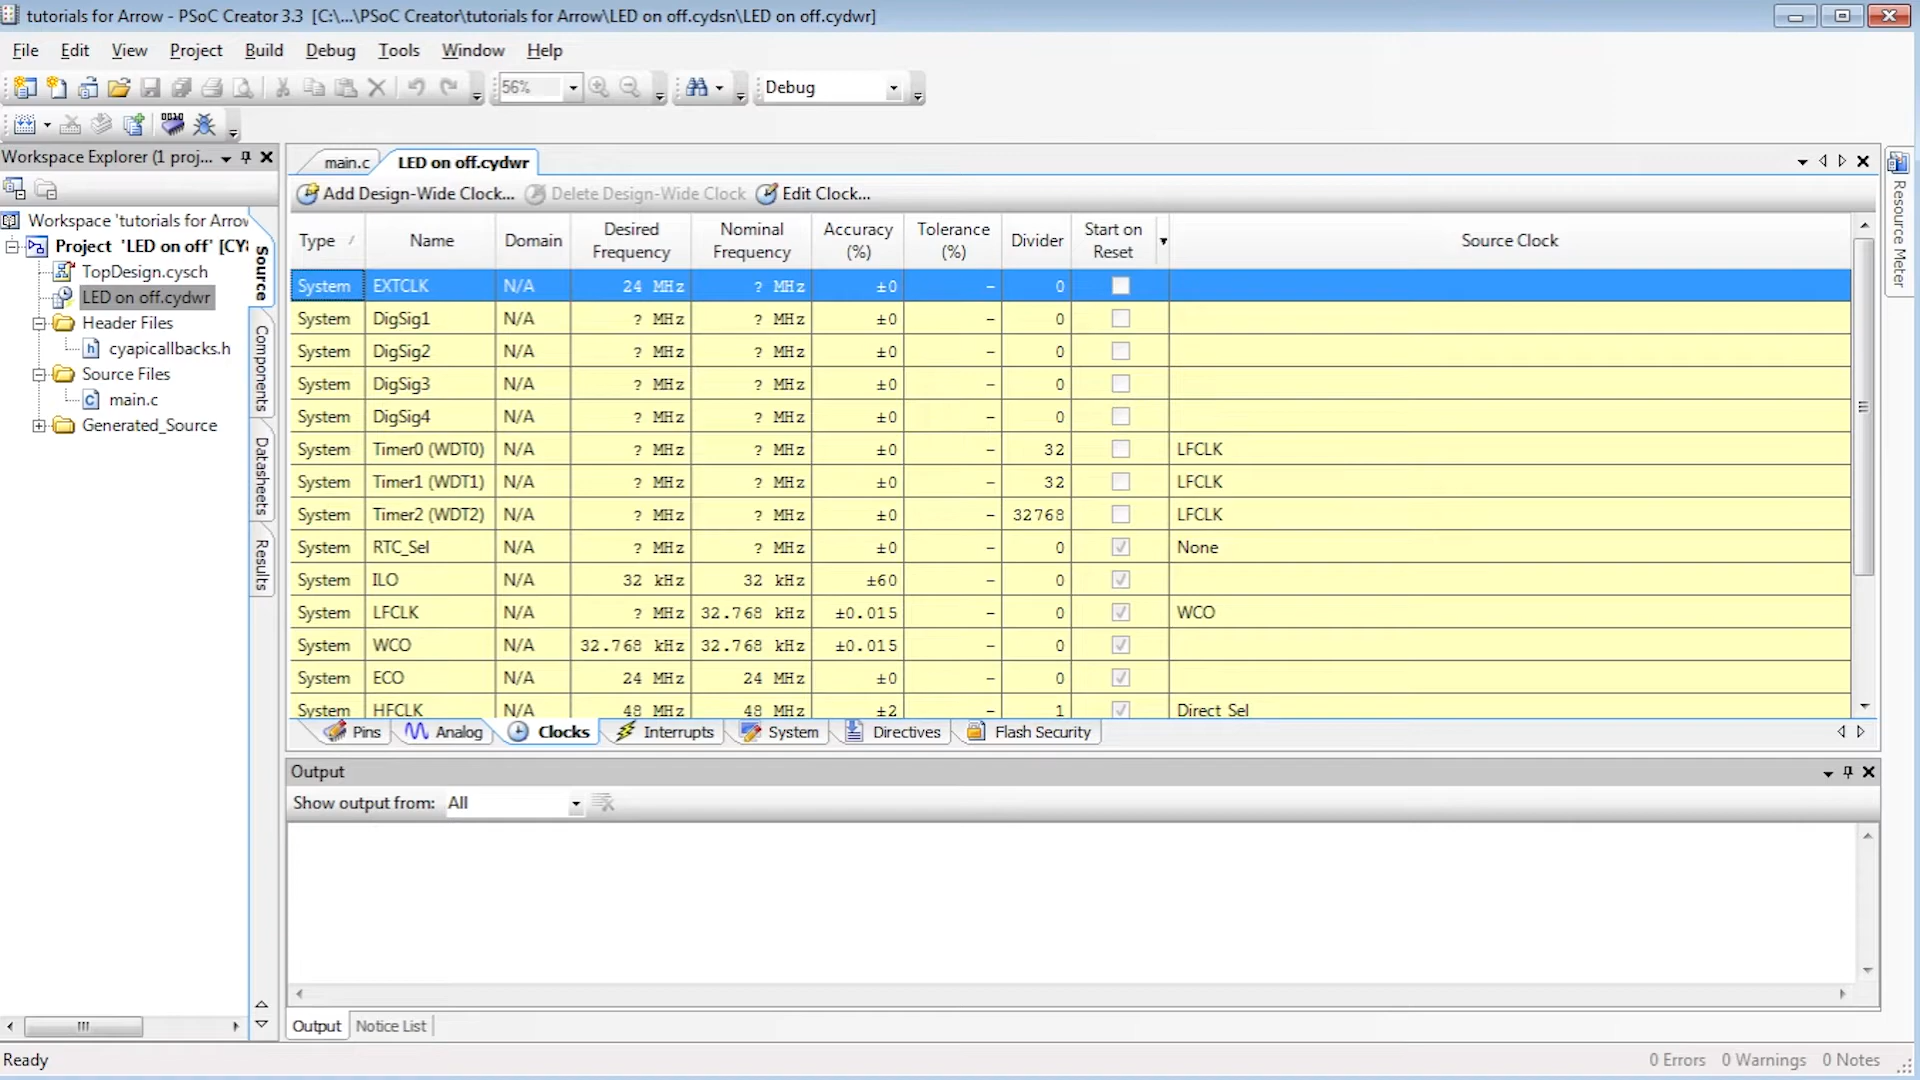 tutorials for Arrow - PSoC Creator 3.3 [C:\...\PSoC Creator\tutorials for Arrow\LED on off.cydsn\LED on off.cydwr]
File Edit View Project Build Debug Tools Window Help
56% Debug
Workspace Explorer (1 proj...
main.c LED on off.cydwr
Add Design-Wide Clock... Delete Design-Wide Clock Edit Clock...
Workspace 'tutorials for Arrow
Project 'LED on off' [CY
TopDesign.cysch
LED on off.cydwr
Header Files
cyapicallbacks.h
Source Files
main.c
Generated_Source
Source
Components
Datasheets
Results
Type / Name Domain Desired Frequency Nominal Frequency Accuracy (%) Tolerance (%) Divider Start on Reset Source Clock
System EXTCLK N/A 24 MHz ? MHz ±0 - 0
System DigSig1 N/A ? MHz ? MHz ±0 - 0
System DigSig2 N/A ? MHz ? MHz ±0 - 0
System DigSig3 N/A ? MHz ? MHz ±0 - 0
System DigSig4 N/A ? MHz ? MHz ±0 - 0
System Timer0 (WDT0) N/A ? MHz ? MHz ±0 - 32 LFCLK
System Timer1 (WDT1) N/A ? MHz ? MHz ±0 - 32 LFCLK
System Timer2 (WDT2) N/A ? MHz ? MHz ±0 - 32768 LFCLK
System RTC_Sel N/A ? MHz ? MHz ±0 - 0 None
System ILO N/A 32 kHz 32 kHz ±60 - 0
System LFCLK N/A ? MHz 32.768 kHz ±0.015 - 0 WCO
System WCO N/A 32.768 kHz 32.768 kHz ±0.015 - 0
System ECO N/A 24 MHz 24 MHz ±0 - 0
System HFCLK N/A 48 MHz 48 MHz ±2 - 1 Direct_Sel
Pins Analog Clocks Interrupts System Directives Flash Security
Resource Meter
Output
Show output from: All
Output Notice List
Ready 0 Errors 0 Warnings 0 Notes